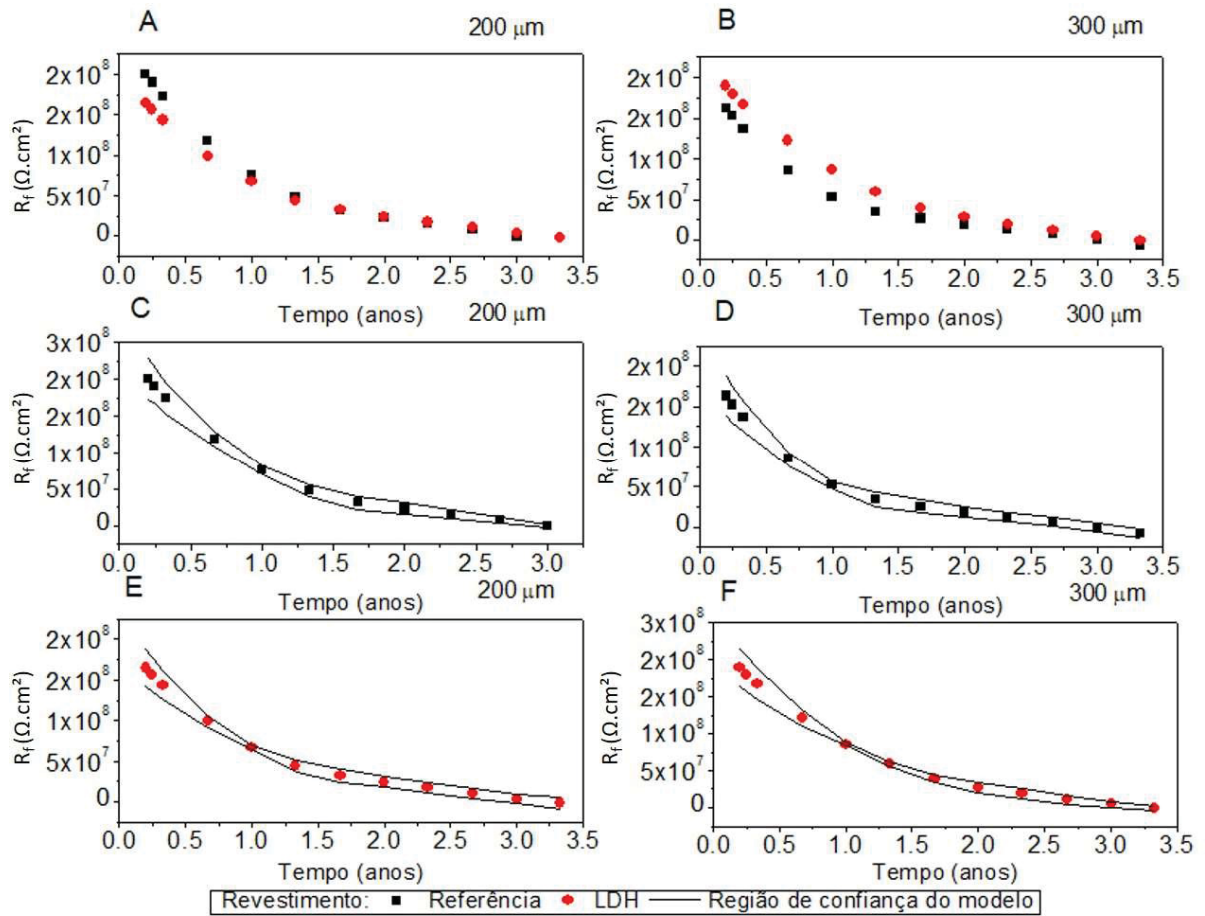 A
200 μm
2x10⁸
2x10⁸
1x10⁸
5x10⁷
0
R_f (Ω.cm²)
0.0 0.5 1.0 1.5 2.0 2.5 3.0 3.5
Tempo (anos)
B
300 μm
2x10⁸
2x10⁸
1x10⁸
5x10⁷
0
R_f (Ω.cm²)
0.0 0.5 1.0 1.5 2.0 2.5 3.0 3.5
Tempo (anos)
C
200 μm
3x10⁸
2x10⁸
2x10⁸
1x10⁸
5x10⁷
0
R_f (Ω.cm²)
0.0 0.5 1.0 1.5 2.0 2.5 3.0
Tempo (anos)
D
300 μm
2x10⁸
2x10⁸
1x10⁸
5x10⁷
0
R_f (Ω.cm²)
0.0 0.5 1.0 1.5 2.0 2.5 3.0 3.5
Tempo (anos)
E
200 μm
2x10⁸
2x10⁸
1x10⁸
5x10⁷
0
R_f (Ω.cm²)
0.0 0.5 1.0 1.5 2.0 2.5 3.0 3.5
Tempo (anos)
F
300 μm
3x10⁸
2x10⁸
2x10⁸
1x10⁸
5x10⁷
0
R_f (Ω.cm²)
0.0 0.5 1.0 1.5 2.0 2.5 3.0 3.5
Tempo (anos)
Revestimento: Referência LDH Região de confiança do modelo